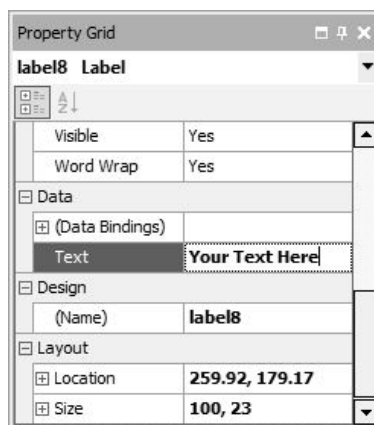 Property Grid
label8 Label
Visible Yes
Word Wrap Yes
Data
(Data Bindings)
Text Your Text Here
Design
(Name) label8
Layout
Location 259.92, 179.17
Size 100, 23